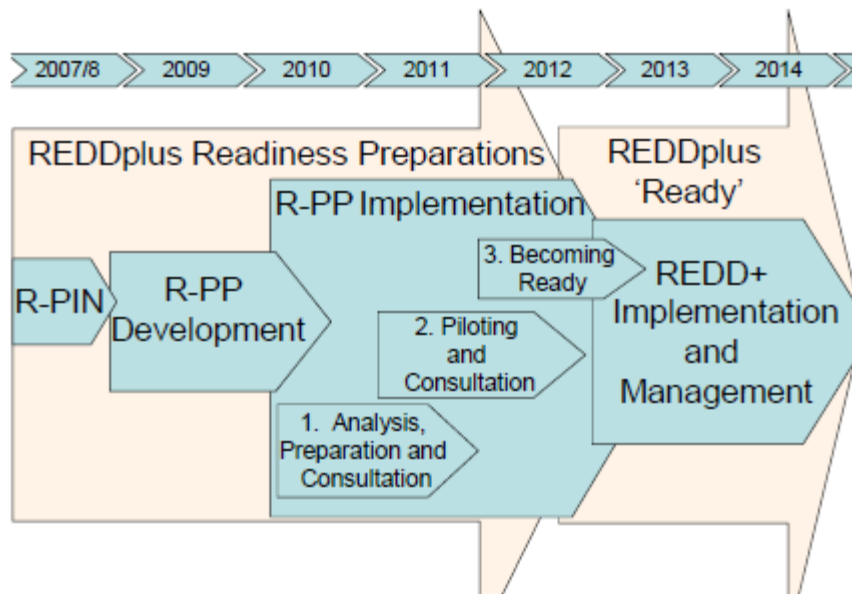 2007/8 2009 2010 2011 2012 2013 2014
REDDplus Readiness Preparations
REDDplus
'Ready'
R-PP Implementation
R-PIN
R-PP
Development
1. Analysis,
Preparation and
Consultation
2. Piloting
and
Consultation
3. Becoming
Ready
REDD+
Implementation
and
Management